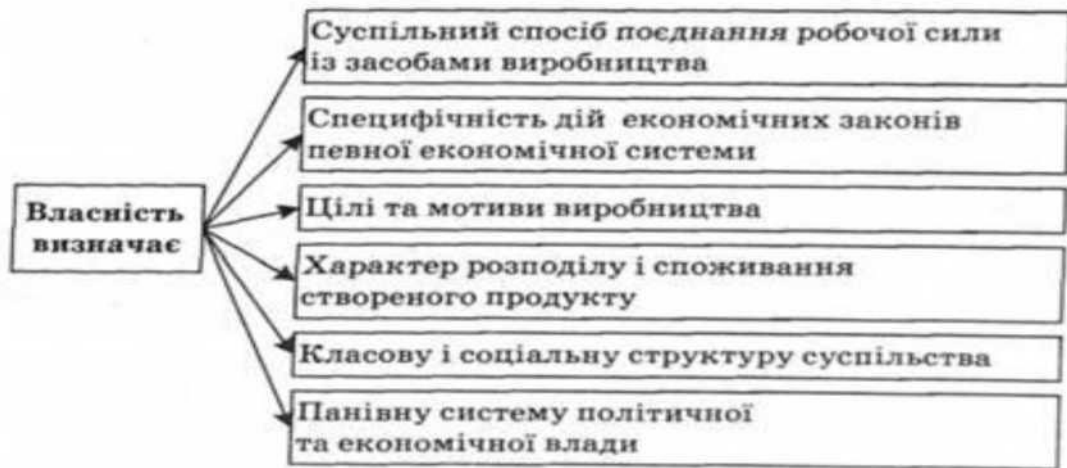 Власність
визначає
Суспільний спосіб поєднання робочої сили
із засобами виробництва
Специфічність дій економічних законів
певної економічної системи
Цілі та мотиви виробництва
Характер розподілу і споживання
створеного продукту
Класову і соціальну структуру суспільства
Панівну систему політичної
та економічної влади